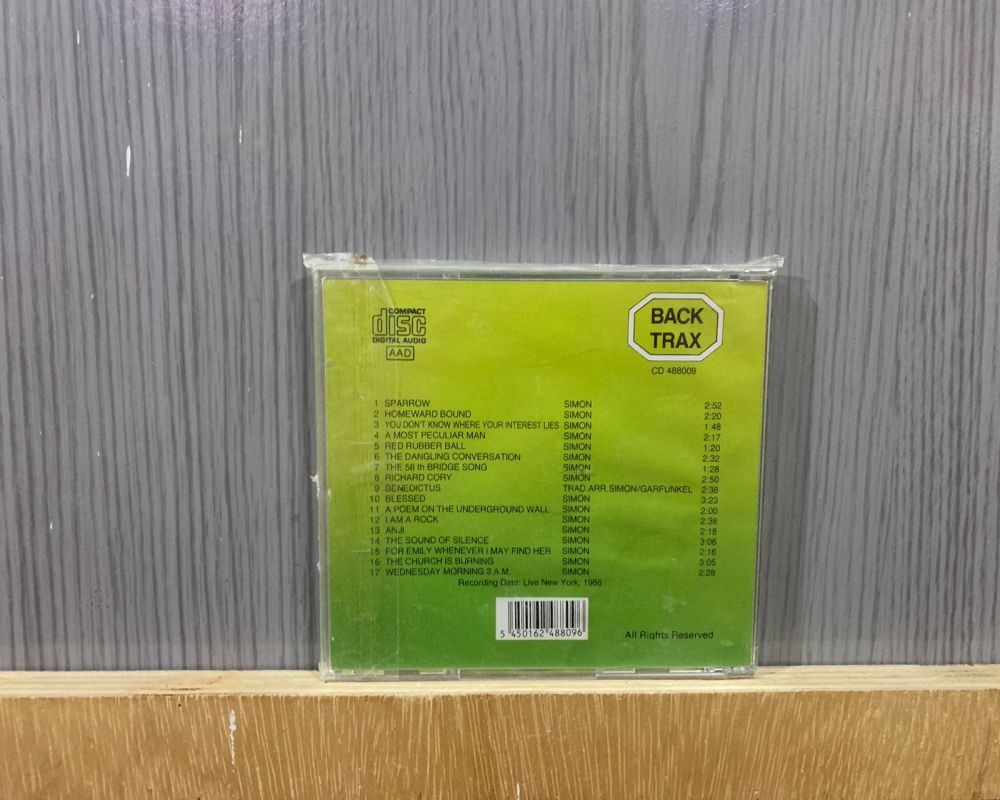 COMPACT
disc
DIGITAL AUDIO
AAD
BACK
TRAX
CD 488009
1 SPARROW SIMON 2:52
2 HOMEWARD BOUND SIMON 2:20
3 YOU DON'T KNOW WHERE YOUR INTEREST LIES SIMON 1:48
4 A MOST PECULIAR MAN SIMON 2:17
5 RED RUBBER BALL SIMON 1:20
6 THE DANGLING CONVERSATION SIMON 2:32
7 THE 58 th BRIDGE SONG SIMON 1:28
8 RICHARD CORY SIMON 2:50
9 BENEDICTUS TRAD.ARR.SIMON/GARFUNKEL 2:38
10 BLESSED SIMON 3:23
11 A POEM ON THE UNDERGROUND WALL SIMON 2:00
12 I AM A ROCK SIMON 2:38
13 ANJI SIMON 2:18
14 THE SOUND OF SILENCE SIMON 3:06
15 FOR EMILY WHENEVER I MAY FIND HER SIMON 2:16
16 THE CHURCH IS BURNING SIMON 3:05
17 WEDNESDAY MORNING 3 A.M. SIMON 2:28
Recording Data: Live New York, 1966
5 450162 488096
All Rights Reserved